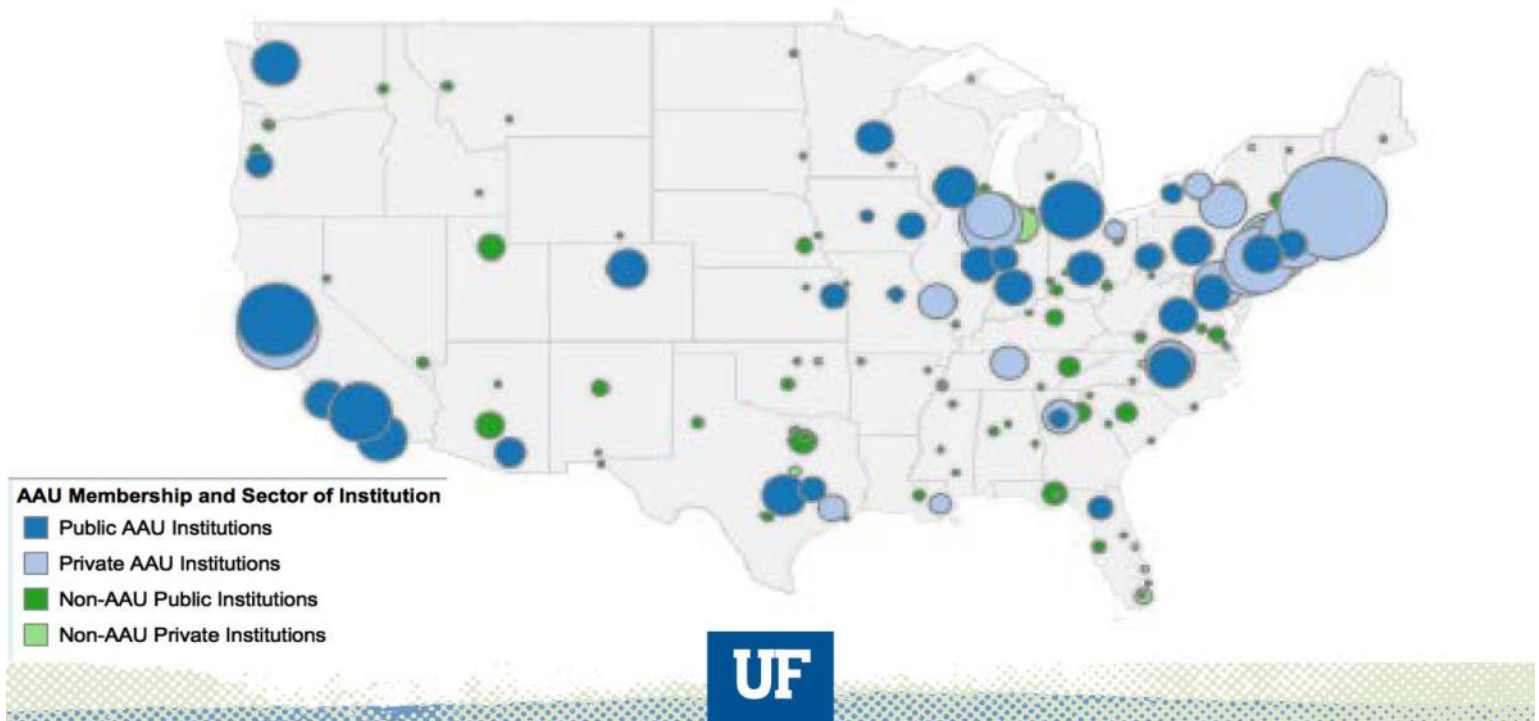 AAU Membership and Sector of Institution
Public AAU Institutions
Private AAU Institutions
Non-AAU Public Institutions
Non-AAU Private Institutions
UF